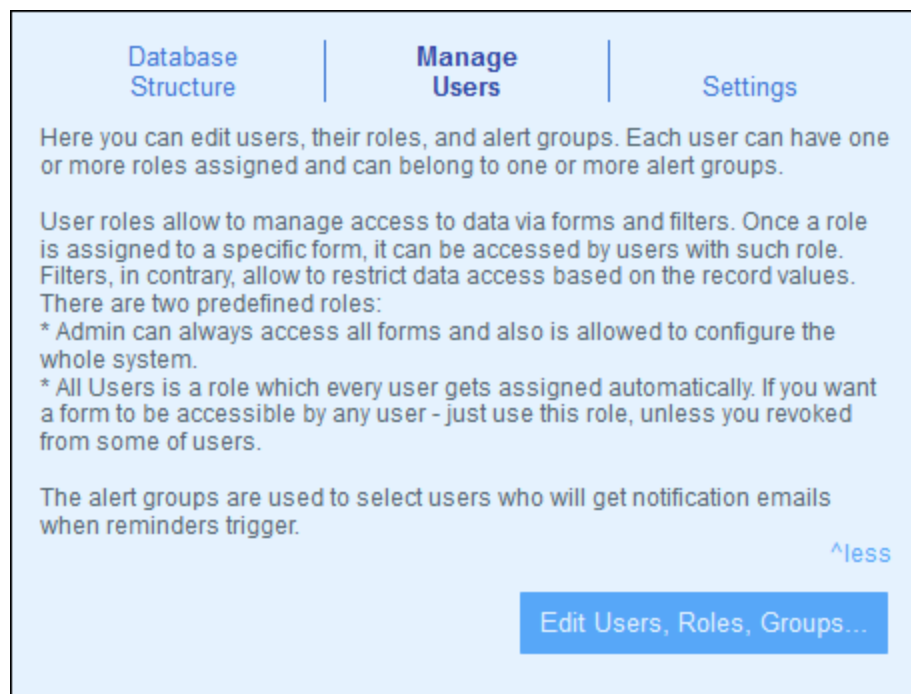 Database
Structure
Manage
Users
Settings
Here you can edit users, their roles, and alert groups. Each user can have one
or more roles assigned and can belong to one or more alert groups.
User roles allow to manage access to data via forms and filters. Once a role
is assigned to a specific form, it can be accessed by users with such role.
Filters, in contrary, allow to restrict data access based on the record values.
There are two predefined roles:
* Admin can always access all forms and also is allowed to configure the
whole system.
* All Users is a role which every user gets assigned automatically. If you want
a form to be accessible by any user - just use this role, unless you revoked
from some of users.
The alert groups are used to select users who will get notification emails
when reminders trigger.
^less
Edit Users, Roles, Groups...